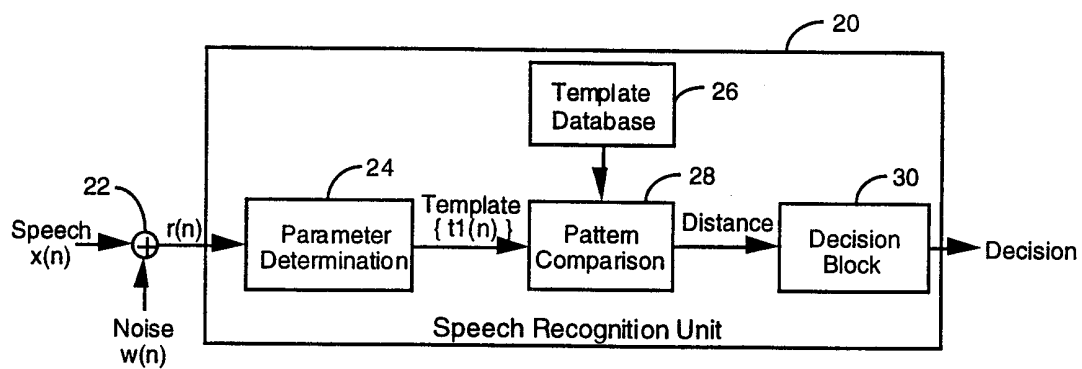 20
Template
Database
26
22
24
28
30
Speech
x(n)
+
r(n)
Parameter
Determination
Template
{ t1(n) }
Pattern
Comparison
Distance
Decision
Block
Decision
Noise
w(n)
Speech Recognition Unit